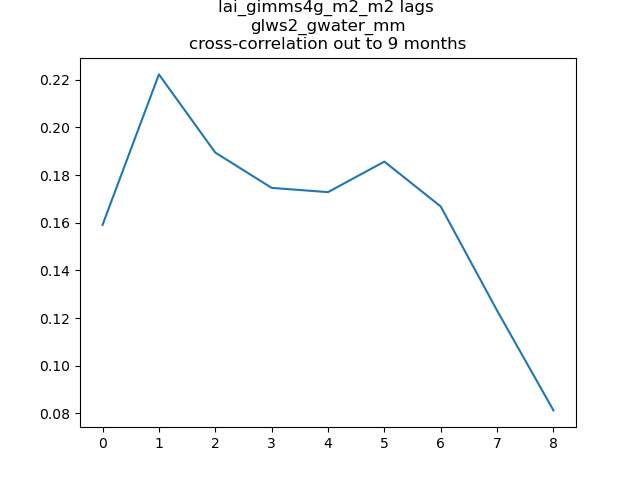 lai_gimms4g_m2_m2 lags
glws2_gwater_mm
cross-correlation out to 9 months
0.22
0.20
0.18
0.16
0.14
0.12
0.10
0.08
0 1 2 3 4 5 6 7 8